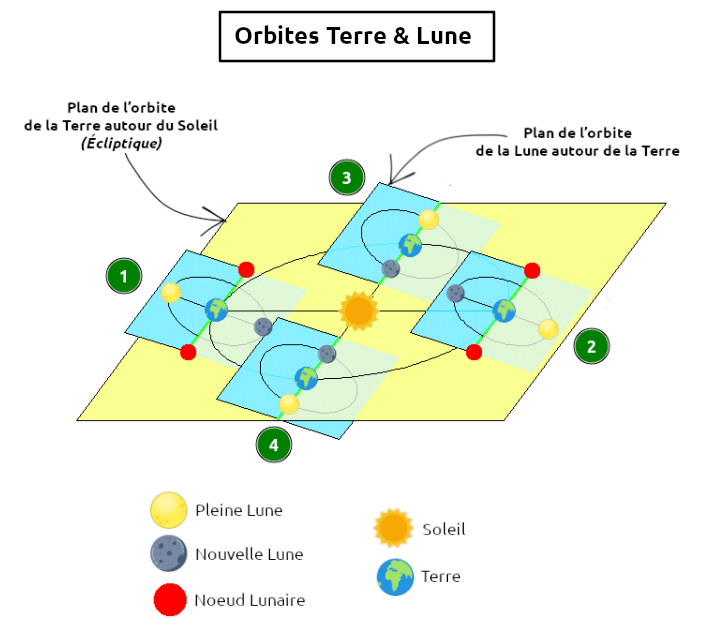 Orbites Terre & Lune
Plan de l'orbite
de la Terre autour du Soleil
(Écliptique)
Plan de l'orbite
de la Lune autour de la Terre
3
1
2
4
Pleine Lune
Nouvelle Lune
Noeud Lunaire
Soleil
Terre